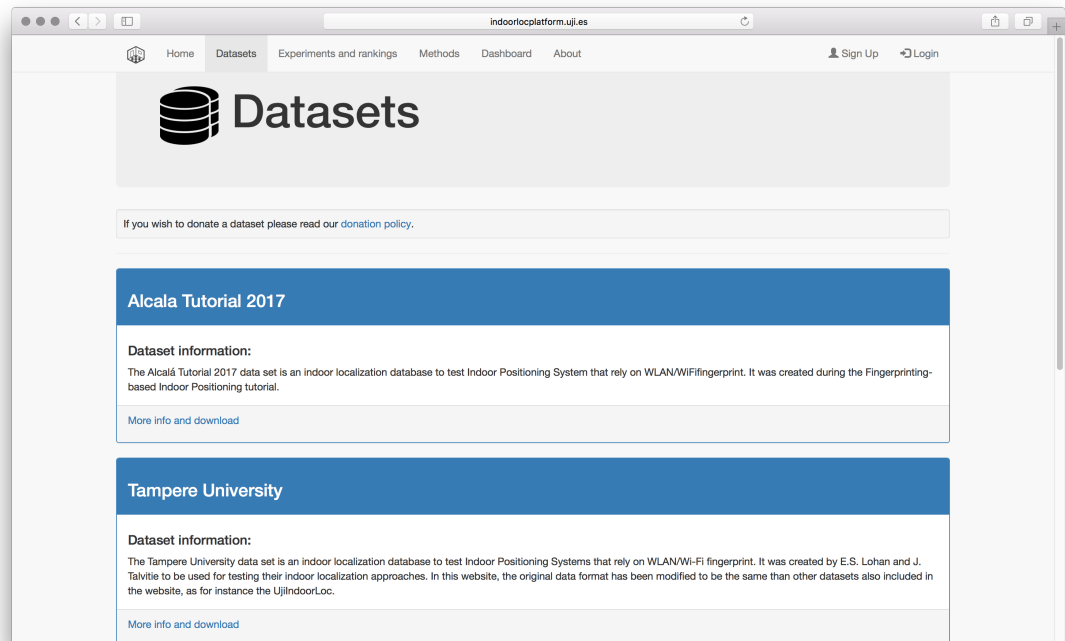 indoorlocplatform.uji.es
Home Datasets Experiments and rankings Methods Dashboard About Sign Up Login
Datasets
If you wish to donate a dataset please read our donation policy.
Alcala Tutorial 2017
Dataset information:
The Alcalá Tutorial 2017 data set is an indoor localization database to test Indoor Positioning System that rely on WLAN/WiFifingerprint. It was created during the Fingerprinting-
based Indoor Positioning tutorial.
More info and download
Tampere University
Dataset information:
The Tampere University data set is an indoor localization database to test Indoor Positioning Systems that rely on WLAN/Wi-Fi fingerprint. It was created by E.S. Lohan and J.
Talvitie to be used for testing their indoor localization approaches. In this website, the original data format has been modified to be the same than other datasets also included in
the website, as for instance the UjiIndoorLoc.
More info and download